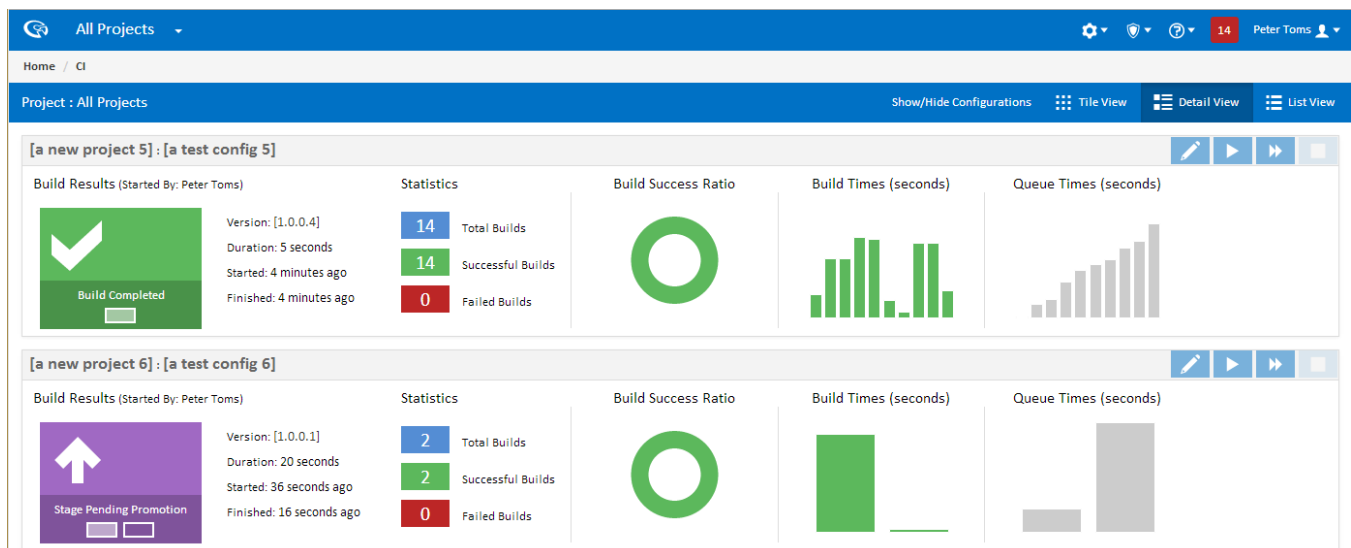 All Projects
14
Peter Toms
Home / CI
Project : All Projects
Show/Hide Configurations
Tile View
Detail View
List View
[a new project 5] : [a test config 5]
Build Results (Started By: Peter Toms)
Statistics
Build Success Ratio
Build Times (seconds)
Queue Times (seconds)
Build Completed
Version: [1.0.0.4]
Duration: 5 seconds
Started: 4 minutes ago
Finished: 4 minutes ago
14 Total Builds
14 Successful Builds
0 Failed Builds
[a new project 6] : [a test config 6]
Build Results (Started By: Peter Toms)
Statistics
Build Success Ratio
Build Times (seconds)
Queue Times (seconds)
Stage Pending Promotion
Version: [1.0.0.1]
Duration: 20 seconds
Started: 36 seconds ago
Finished: 16 seconds ago
2 Total Builds
2 Successful Builds
0 Failed Builds